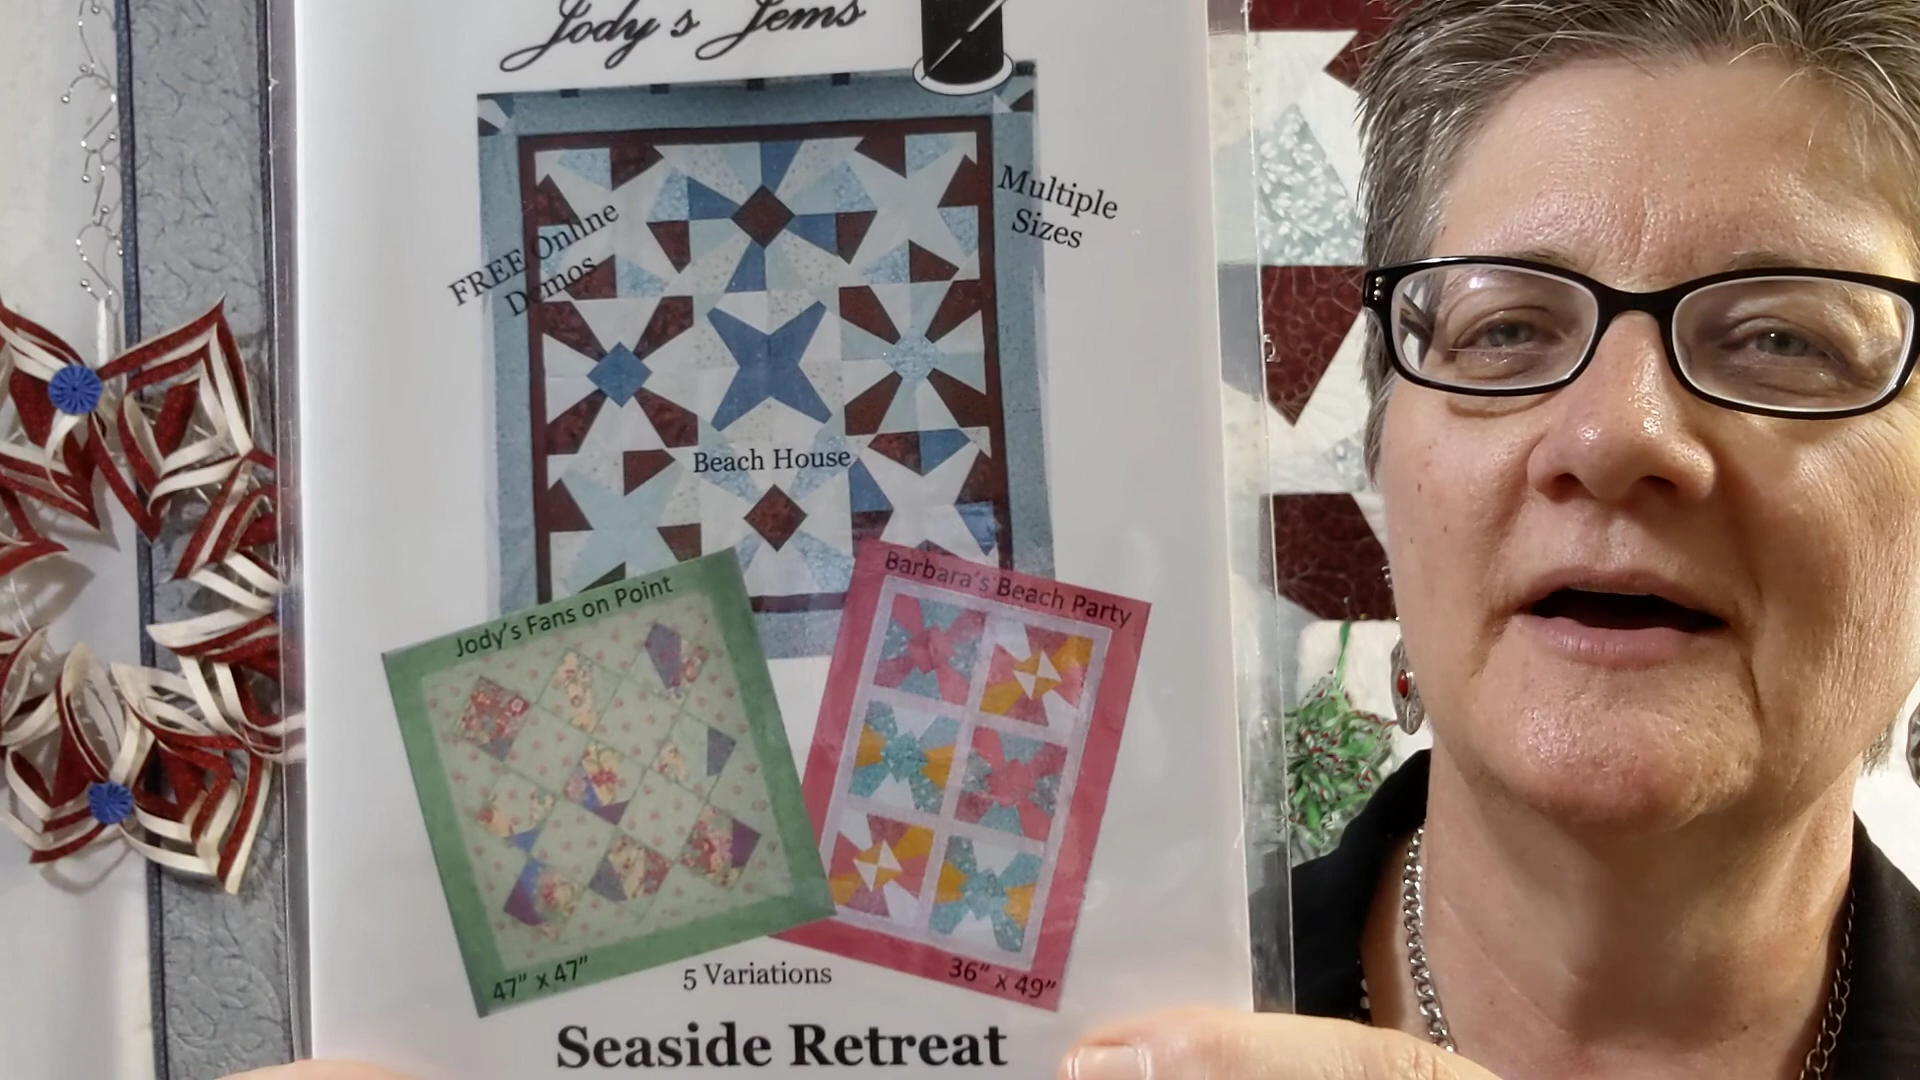 Jody's Jems
Multiple
Sizes
FREE Online
Demos
Beach House
Jody's Fans on Point
Barbara's Beach Party
47" x 47"
5 Variations
36" x 49"
Seaside Retreat